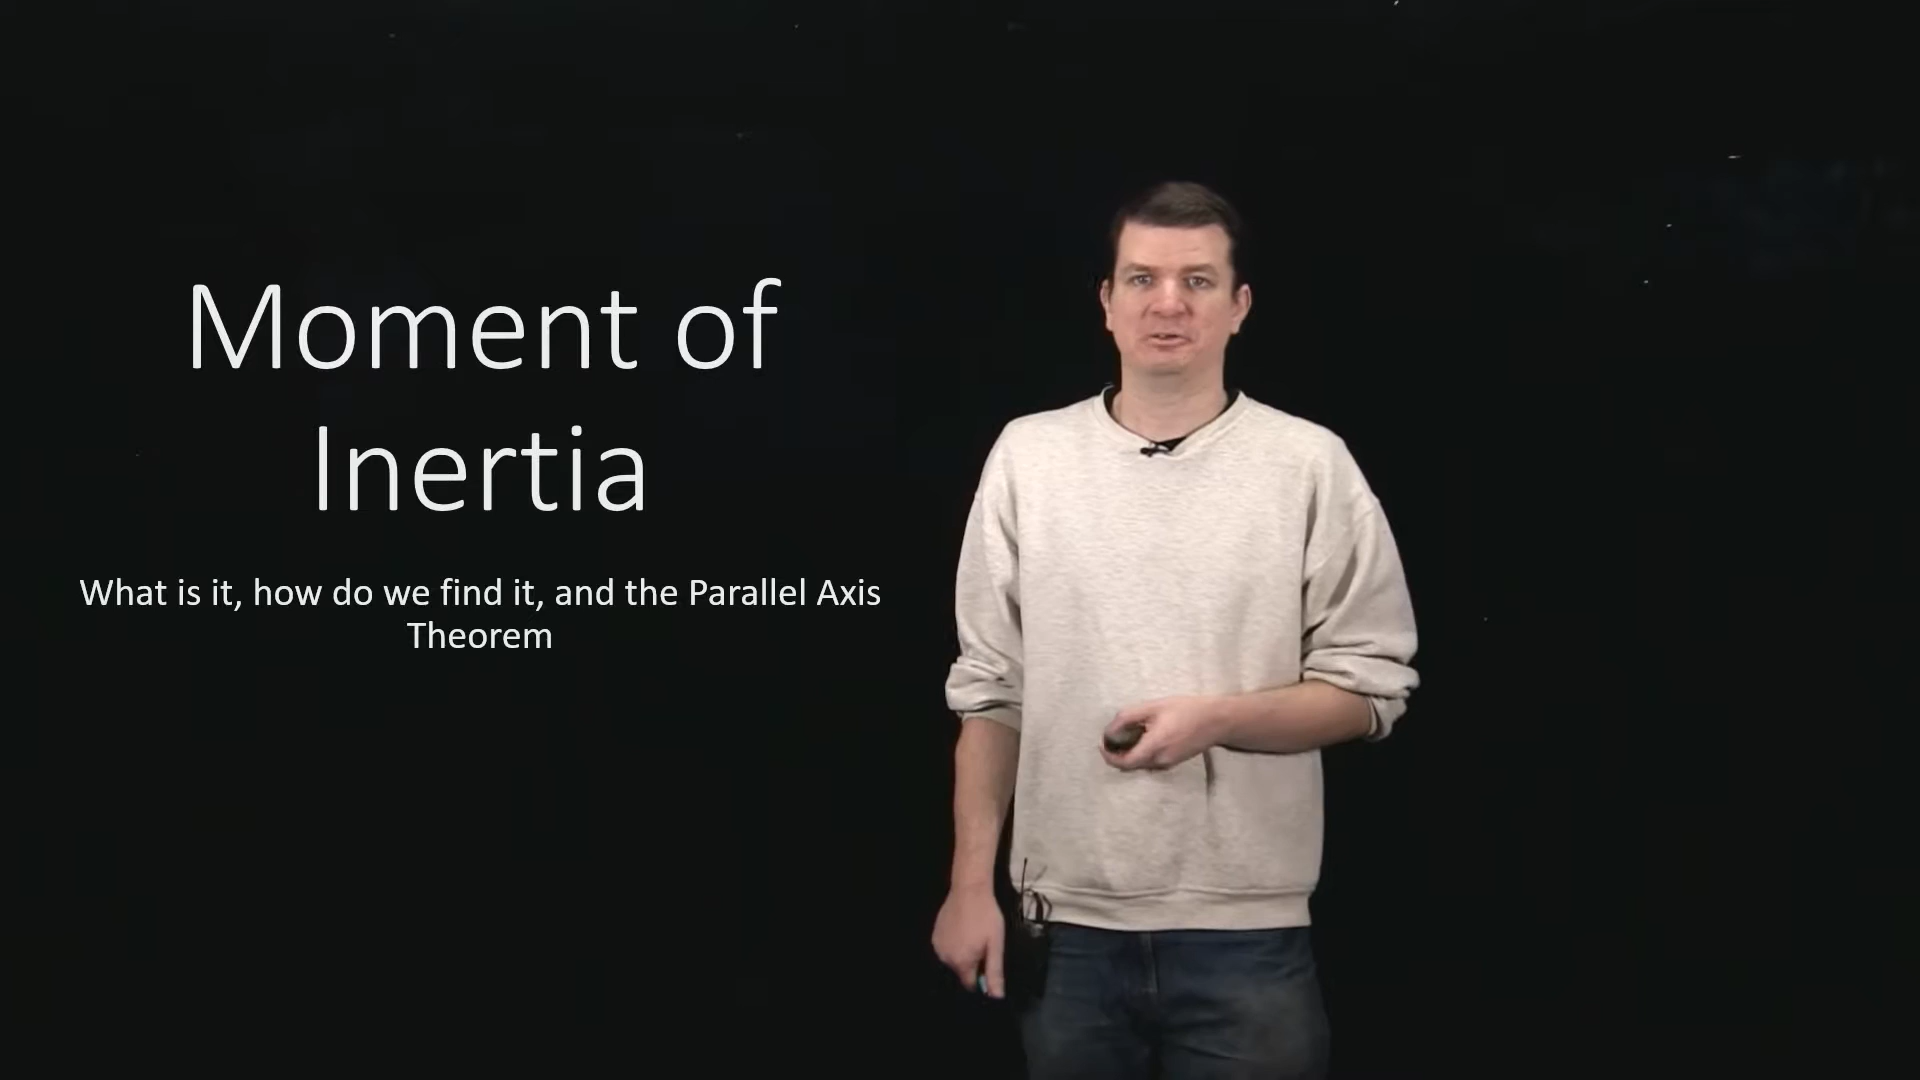 Moment of
Inertia
What is it, how do we find it, and the Parallel Axis
Theorem